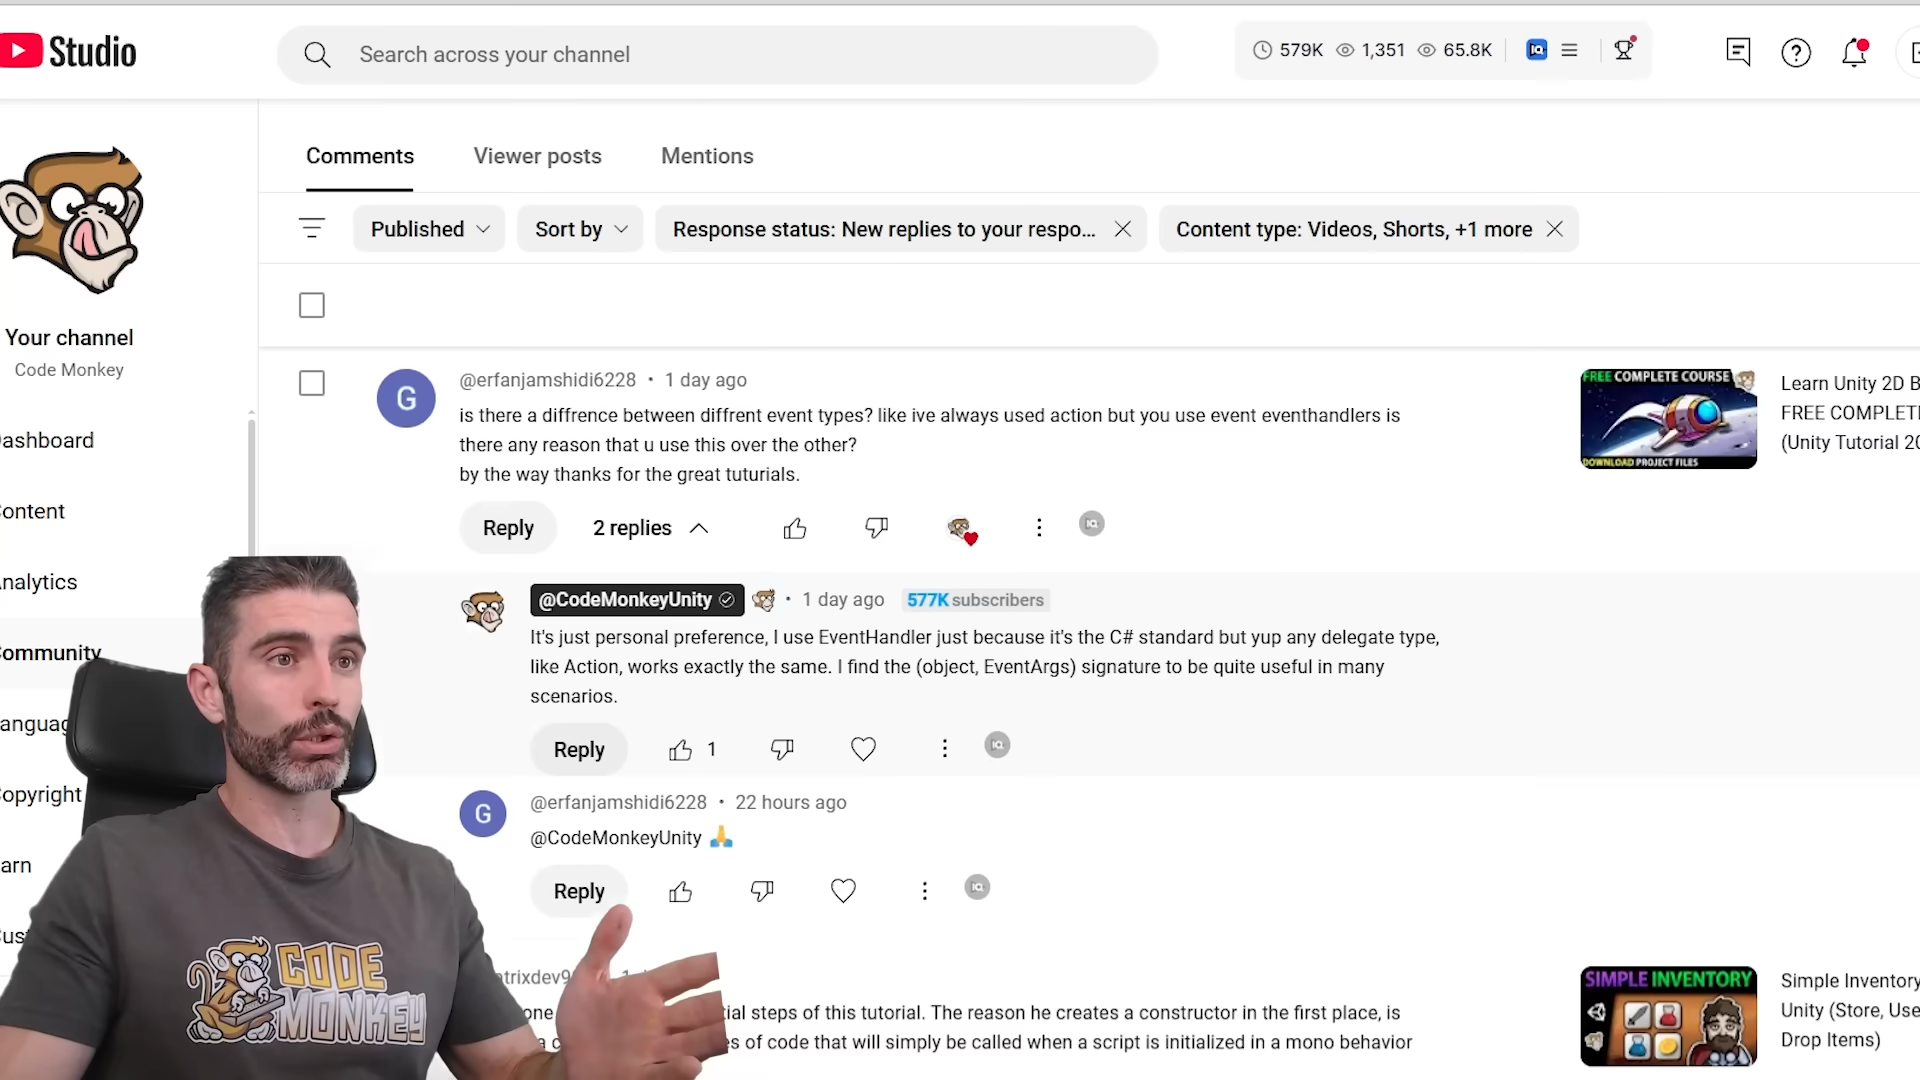 Studio
Search across your channel
579K 1,351 65.8K
Comments Viewer posts Mentions
Published Sort by Response status: New replies to your respo... Content type: Videos, Shorts, +1 more
Your channel
Code Monkey
ashboard
ontent
nalytics
ommunity
anguag
opyright
arn
Cus
@erfanjamshidi6228 • 1 day ago
is there a diffrence between diffrent event types? like ive always used action but you use event eventhandlers is
there any reason that u use this over the other?
by the way thanks for the great tuturials.
Reply 2 replies
FREE COMPLETE COURSE
DOWNLOAD PROJECT FILES
Learn Unity 2D B
FREE COMPLETE
(Unity Tutorial 20
@CodeMonkeyUnity • 1 day ago 577K subscribers
It's just personal preference, I use EventHandler just because it's the C# standard but yup any delegate type,
like Action, works exactly the same. I find the (object, EventArgs) signature to be quite useful in many
scenarios.
Reply 1
@erfanjamshidi6228 • 22 hours ago
@CodeMonkeyUnity 🙏
Reply
trixdev9
one tial steps of this tutorial. The reason he creates a constructor in the first place, is
a c s of code that will simply be called when a script is initialized in a mono behavior
SIMPLE INVENTORY
Simple Inventory
Unity (Store, Use
Drop Items)
CODE
MONKEY